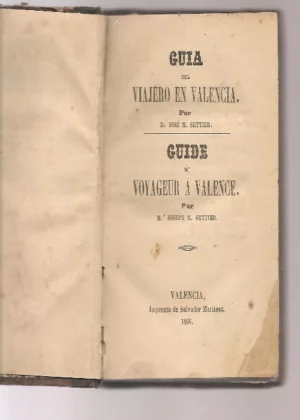 GUIA
DEL
VIAJERO EN VALENCIA.
Por
D. JOSÉ M. SETTIER.
GUIDE
VOYAGEUR A VALENCE.
Par
M.r JOSEPH M. SETTIER.
VALENCIA,
Imprenta de Salvador Martinez.